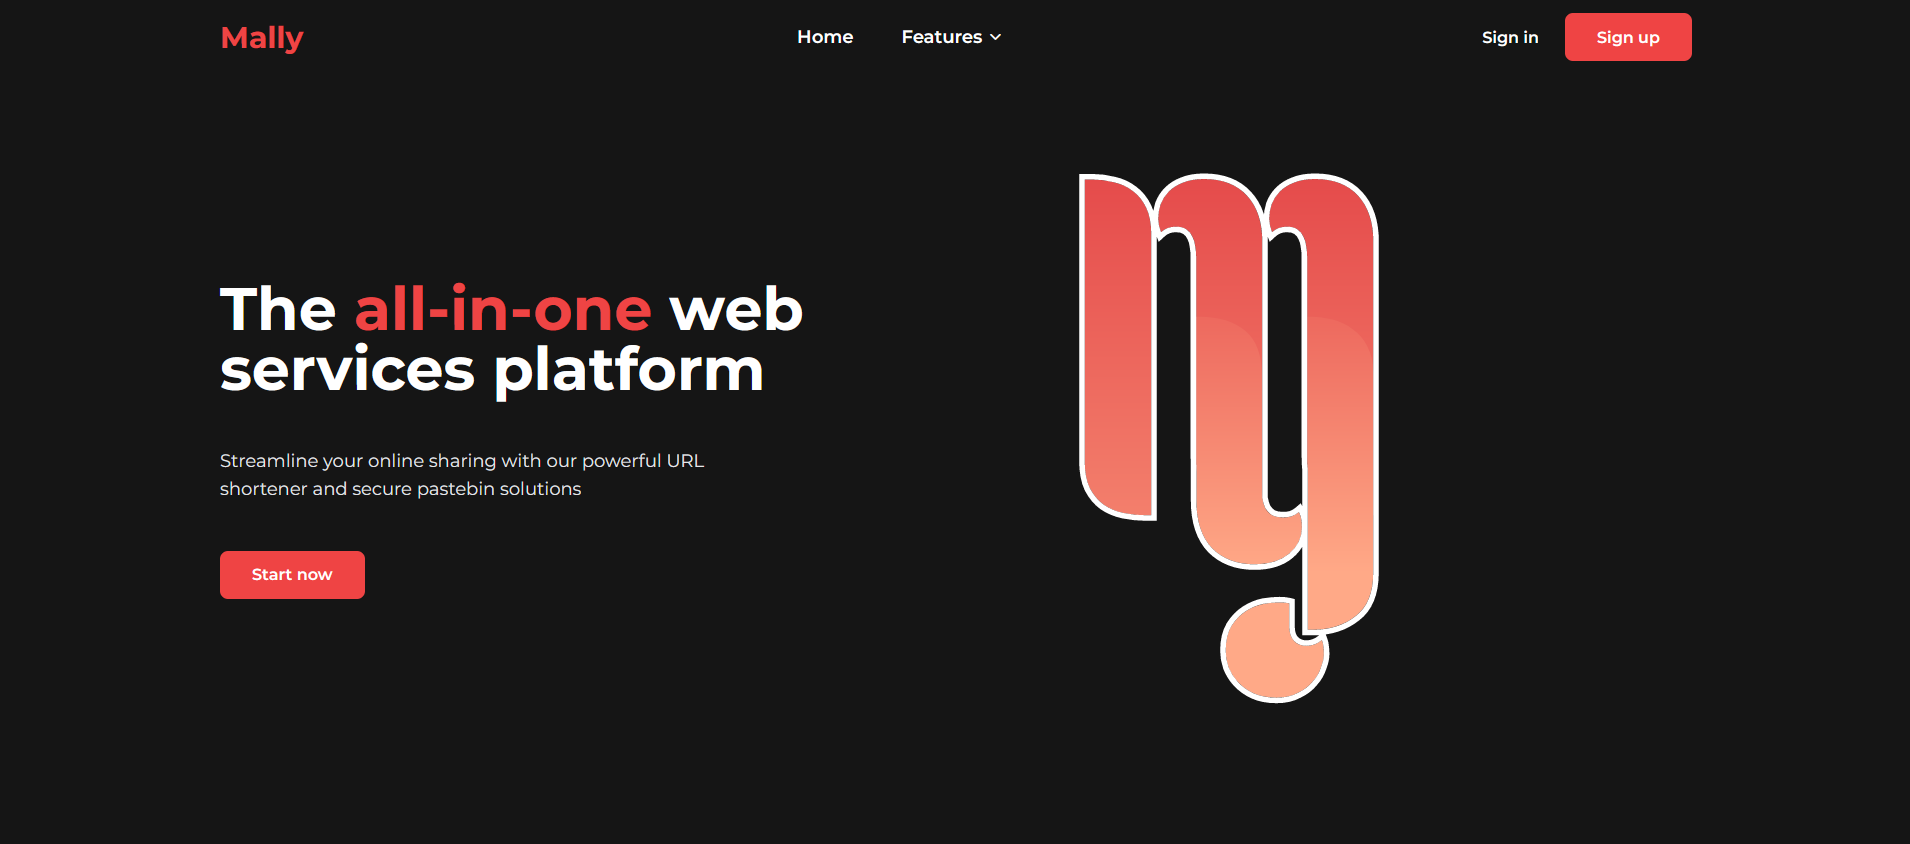 Mally
Home
Features
Sign in
Sign up
The all-in-one web
services platform
Streamline your online sharing with our powerful URL
shortener and secure pastebin solutions
Start now